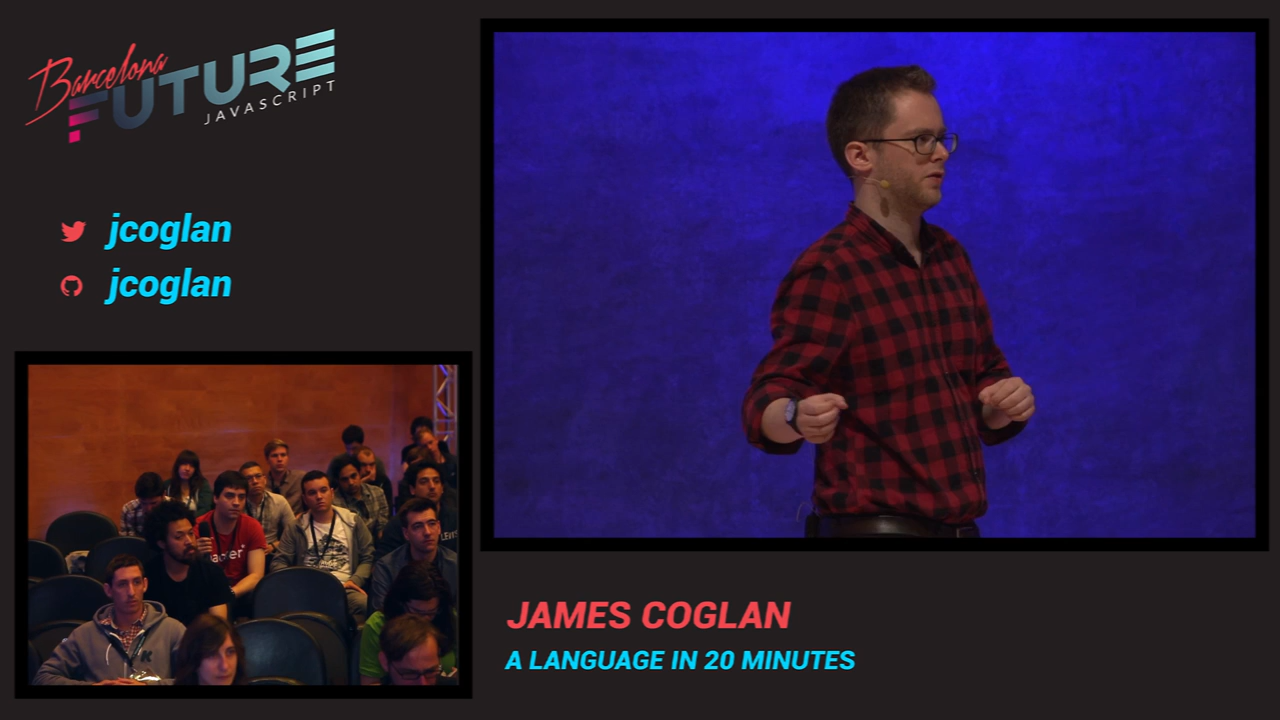 Barcelona
FUTURE
JAVASCRIPT
jcoglan
jcoglan
JAMES COGLAN
A LANGUAGE IN 20 MINUTES